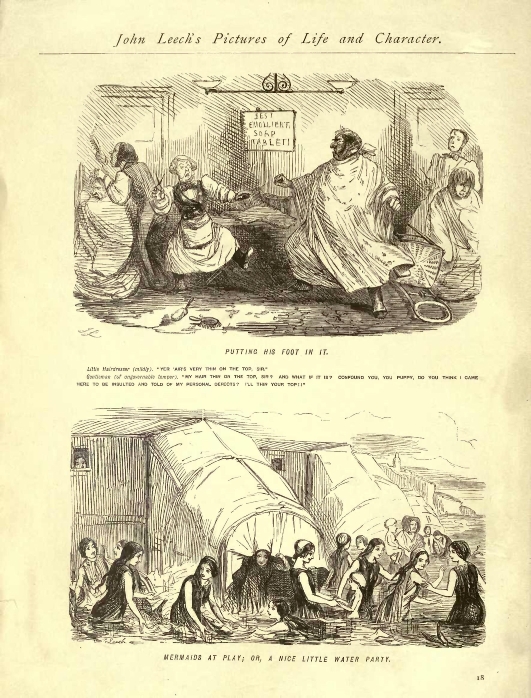 John Leech's Pictures of Life and Character.
BEST
EMOLLIENT
SOAP
PUTTING HIS FOOT IN IT.
Little Hairdresser (mildly). "YER 'AIR'S VERY THIN ON THE TOP, SIR."
Gentleman (of ungovernable temper). "MY HAIR THIN ON THE TOP, SIR? AND WHAT IF IT IS? CONFOUND YOU, YOU PUPPY, DO YOU THINK I CAME
HERE TO BE INSULTED AND TOLD OF MY PERSONAL DEFECTS? I'LL THIN YOUR TOP!!"
Leech
MERMAIDS AT PLAY; OR, A NICE LITTLE WATER PARTY.
18